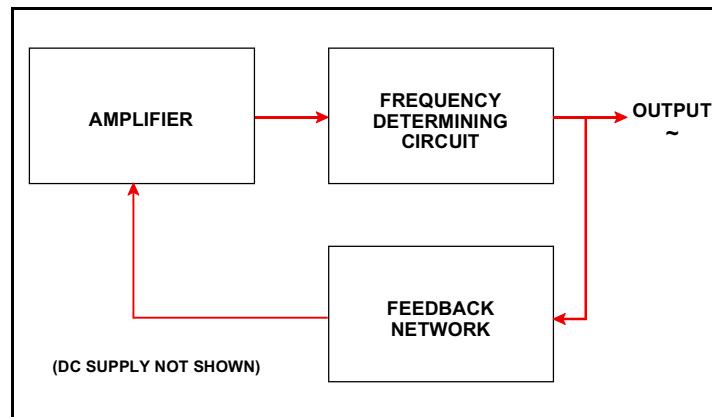 AMPLIFIER
FREQUENCY
DETERMINING
CIRCUIT
OUTPUT
~
FEEDBACK
NETWORK
(DC SUPPLY NOT SHOWN)